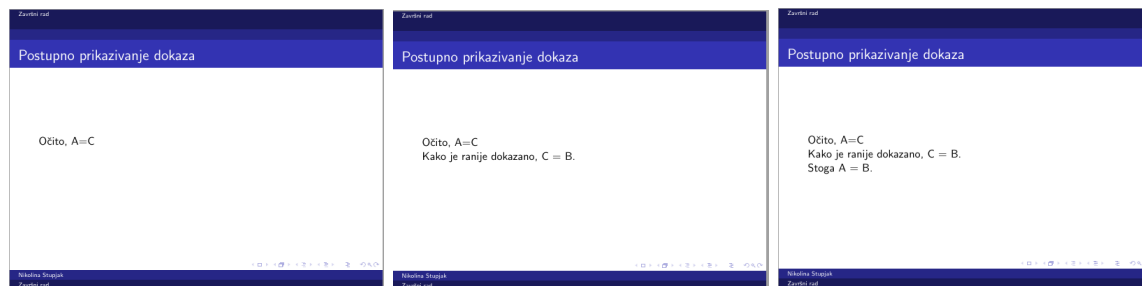 Završni rad
Postupno prikazivanje dokaza
Očito, A=C
Nikolina Stupjak
Završni rad
Završni rad
Postupno prikazivanje dokaza
Očito, A=C
Kako je ranije dokazano, C = B.
Nikolina Stupjak
Završni rad
Završni rad
Postupno prikazivanje dokaza
Očito, A=C
Kako je ranije dokazano, C = B.
Stoga A = B.
Nikolina Stupjak
Završni rad